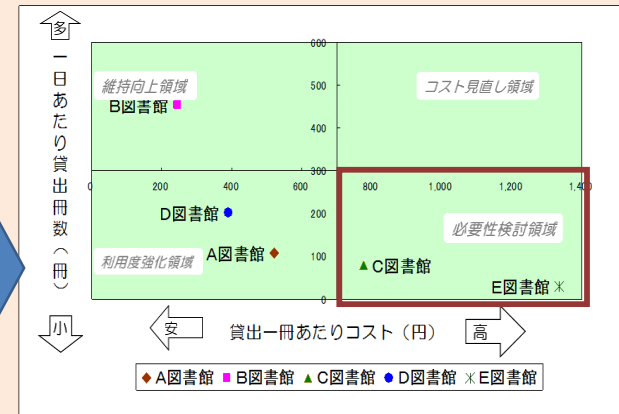 多
一日あたり貸出冊数(冊)
小
600
500
400
300
200
100
0
維持向上領域
コスト見直し領域
B図書館
0
200
400
600
800
1.000
1.200
1.400
D図書館
必要性検討領域
利用度強化領域
A図書館
C図書館
E図書館
安
貸出一冊あたりコスト(円)
高
A図書館 B図書館 C図書館 D図書館 E図書館